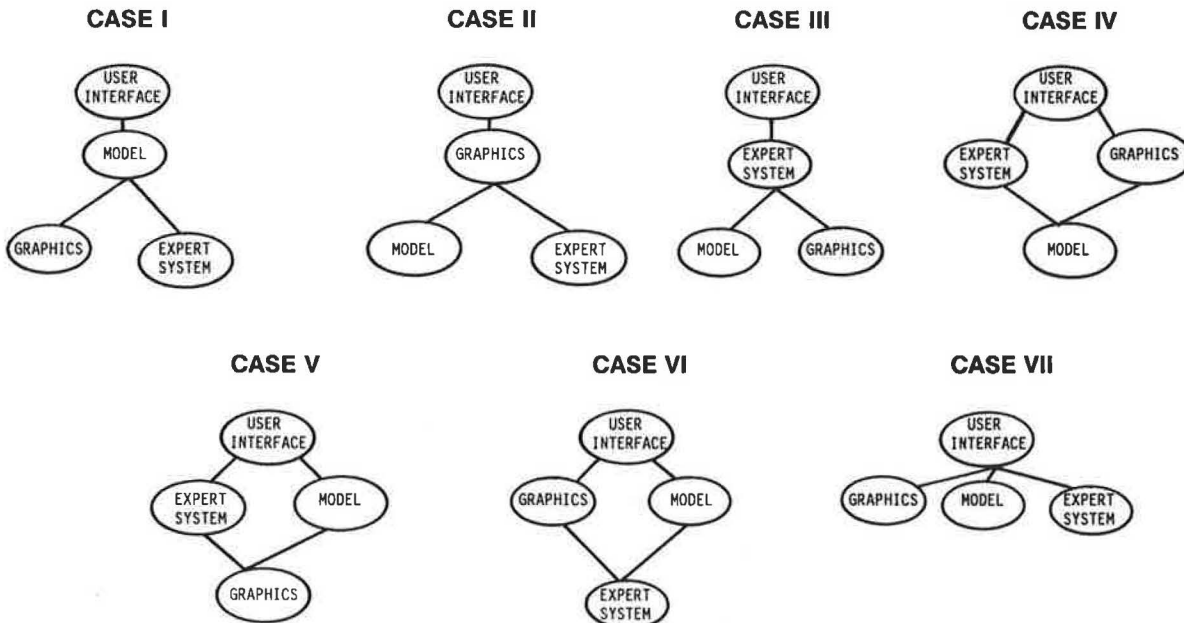 CASE I
CASE II
CASE III
CASE IV
USER
INTERFACE
MODEL
GRAPHICS
EXPERT
SYSTEM
USER
INTERFACE
GRAPHICS
MODEL
EXPERT
SYSTEM
USER
INTERFACE
EXPERT
SYSTEM
MODEL
GRAPHICS
USER
INTERFACE
EXPERT
SYSTEM
GRAPHICS
MODEL
CASE V
CASE VI
CASE VII
USER
INTERFACE
EXPERT
SYSTEM
MODEL
GRAPHICS
USER
INTERFACE
GRAPHICS
MODEL
EXPERT
SYSTEM
USER
INTERFACE
GRAPHICS
MODEL
EXPERT
SYSTEM